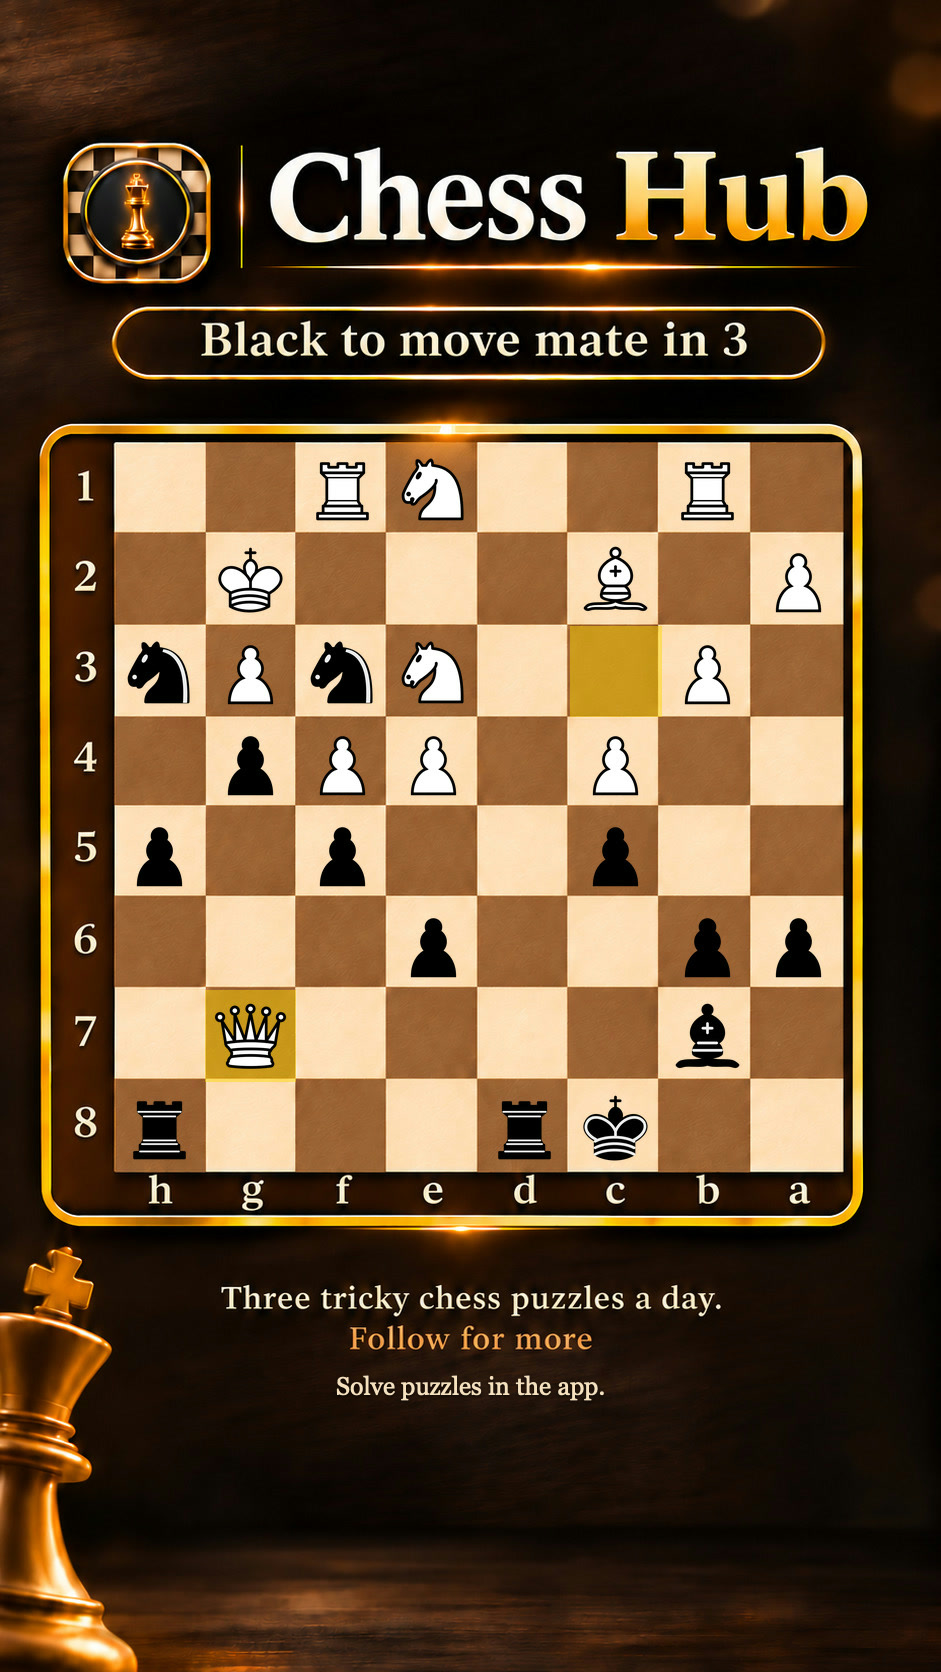 Chess Hub
Black to move mate in 3
1
2
3
4
5
6
7
8
h g f e d c b a
Three tricky chess puzzles a day.
Follow for more
Solve puzzles in the app.